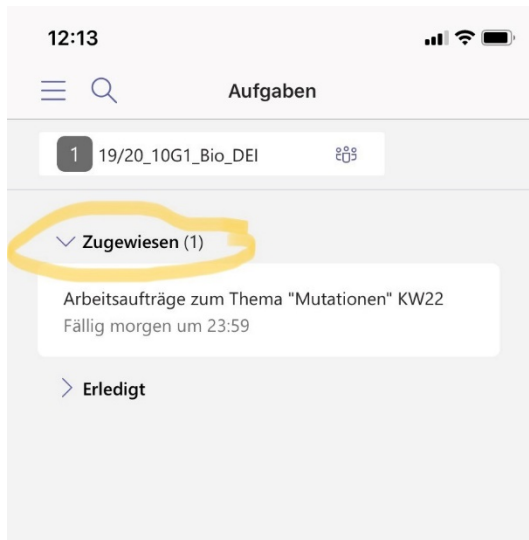 12:13
Aufgaben
1 19/20_10G1_Bio_DEI
Zugewiesen (1)
Arbeitsaufträge zum Thema "Mutationen" KW22
Fällig morgen um 23:59
Erledigt